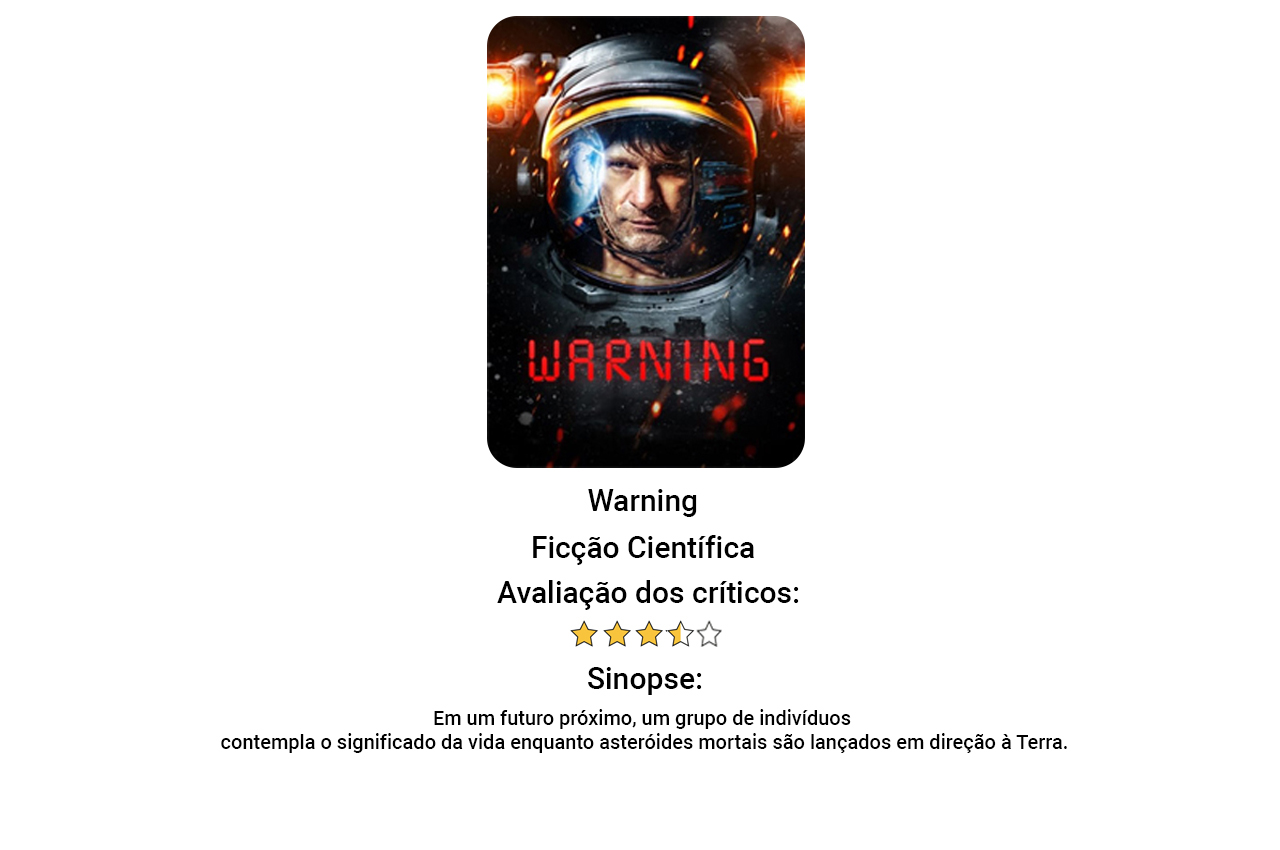 WARNING
Warning
Ficção Científica
Avaliação dos críticos:
Sinopse:
Em um futuro próximo, um grupo de indivíduos
contempla o significado da vida enquanto asteróides mortais são lançados em direção à Terra.